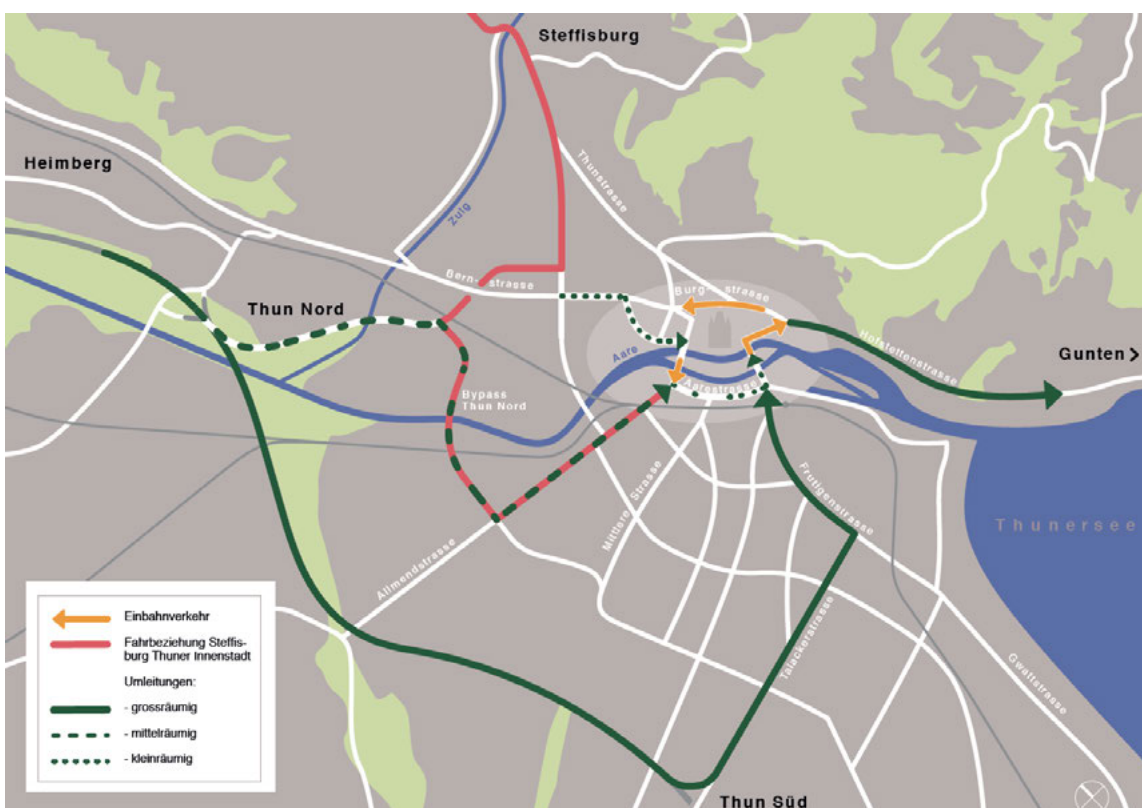 Steffisburg
Heimberg
Thunstrasse
Zulg
Bern-strasse
Thun Nord
Burg-strasse
Hofstettenstrasse
Gunten >
Aare
Aarestrasse
Bypass
Thun Nord
Mittlere Strasse
Frutigenstrasse
Thunersee
Allmendstrasse
Talackerstrasse
Gwattstrasse
Thun Süd
Einbahnverkehr
Fahrbeziehung Steffis-
burg Thuner Innenstadt
Umleitungen:
- grossräumig
- mittelräumig
- kleinräumig